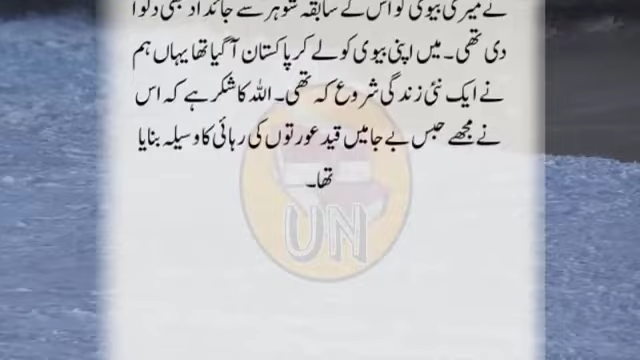 نے میری بیوی کو اس کے سابقہ شوہر سے جائداد بھی دلوا
دی تھی۔ میں اپنی بیوی کو لے کر پاکستان آ گیا تھا یہاں ہم
نے ایک نئی زندگی شروع کہ تھی۔ اللہ کا شکر ہے کہ اس
نے مجھے حبس بے جا میں قید عورتوں کی رہائی کا وسیلہ بنایا
تھا۔
UN